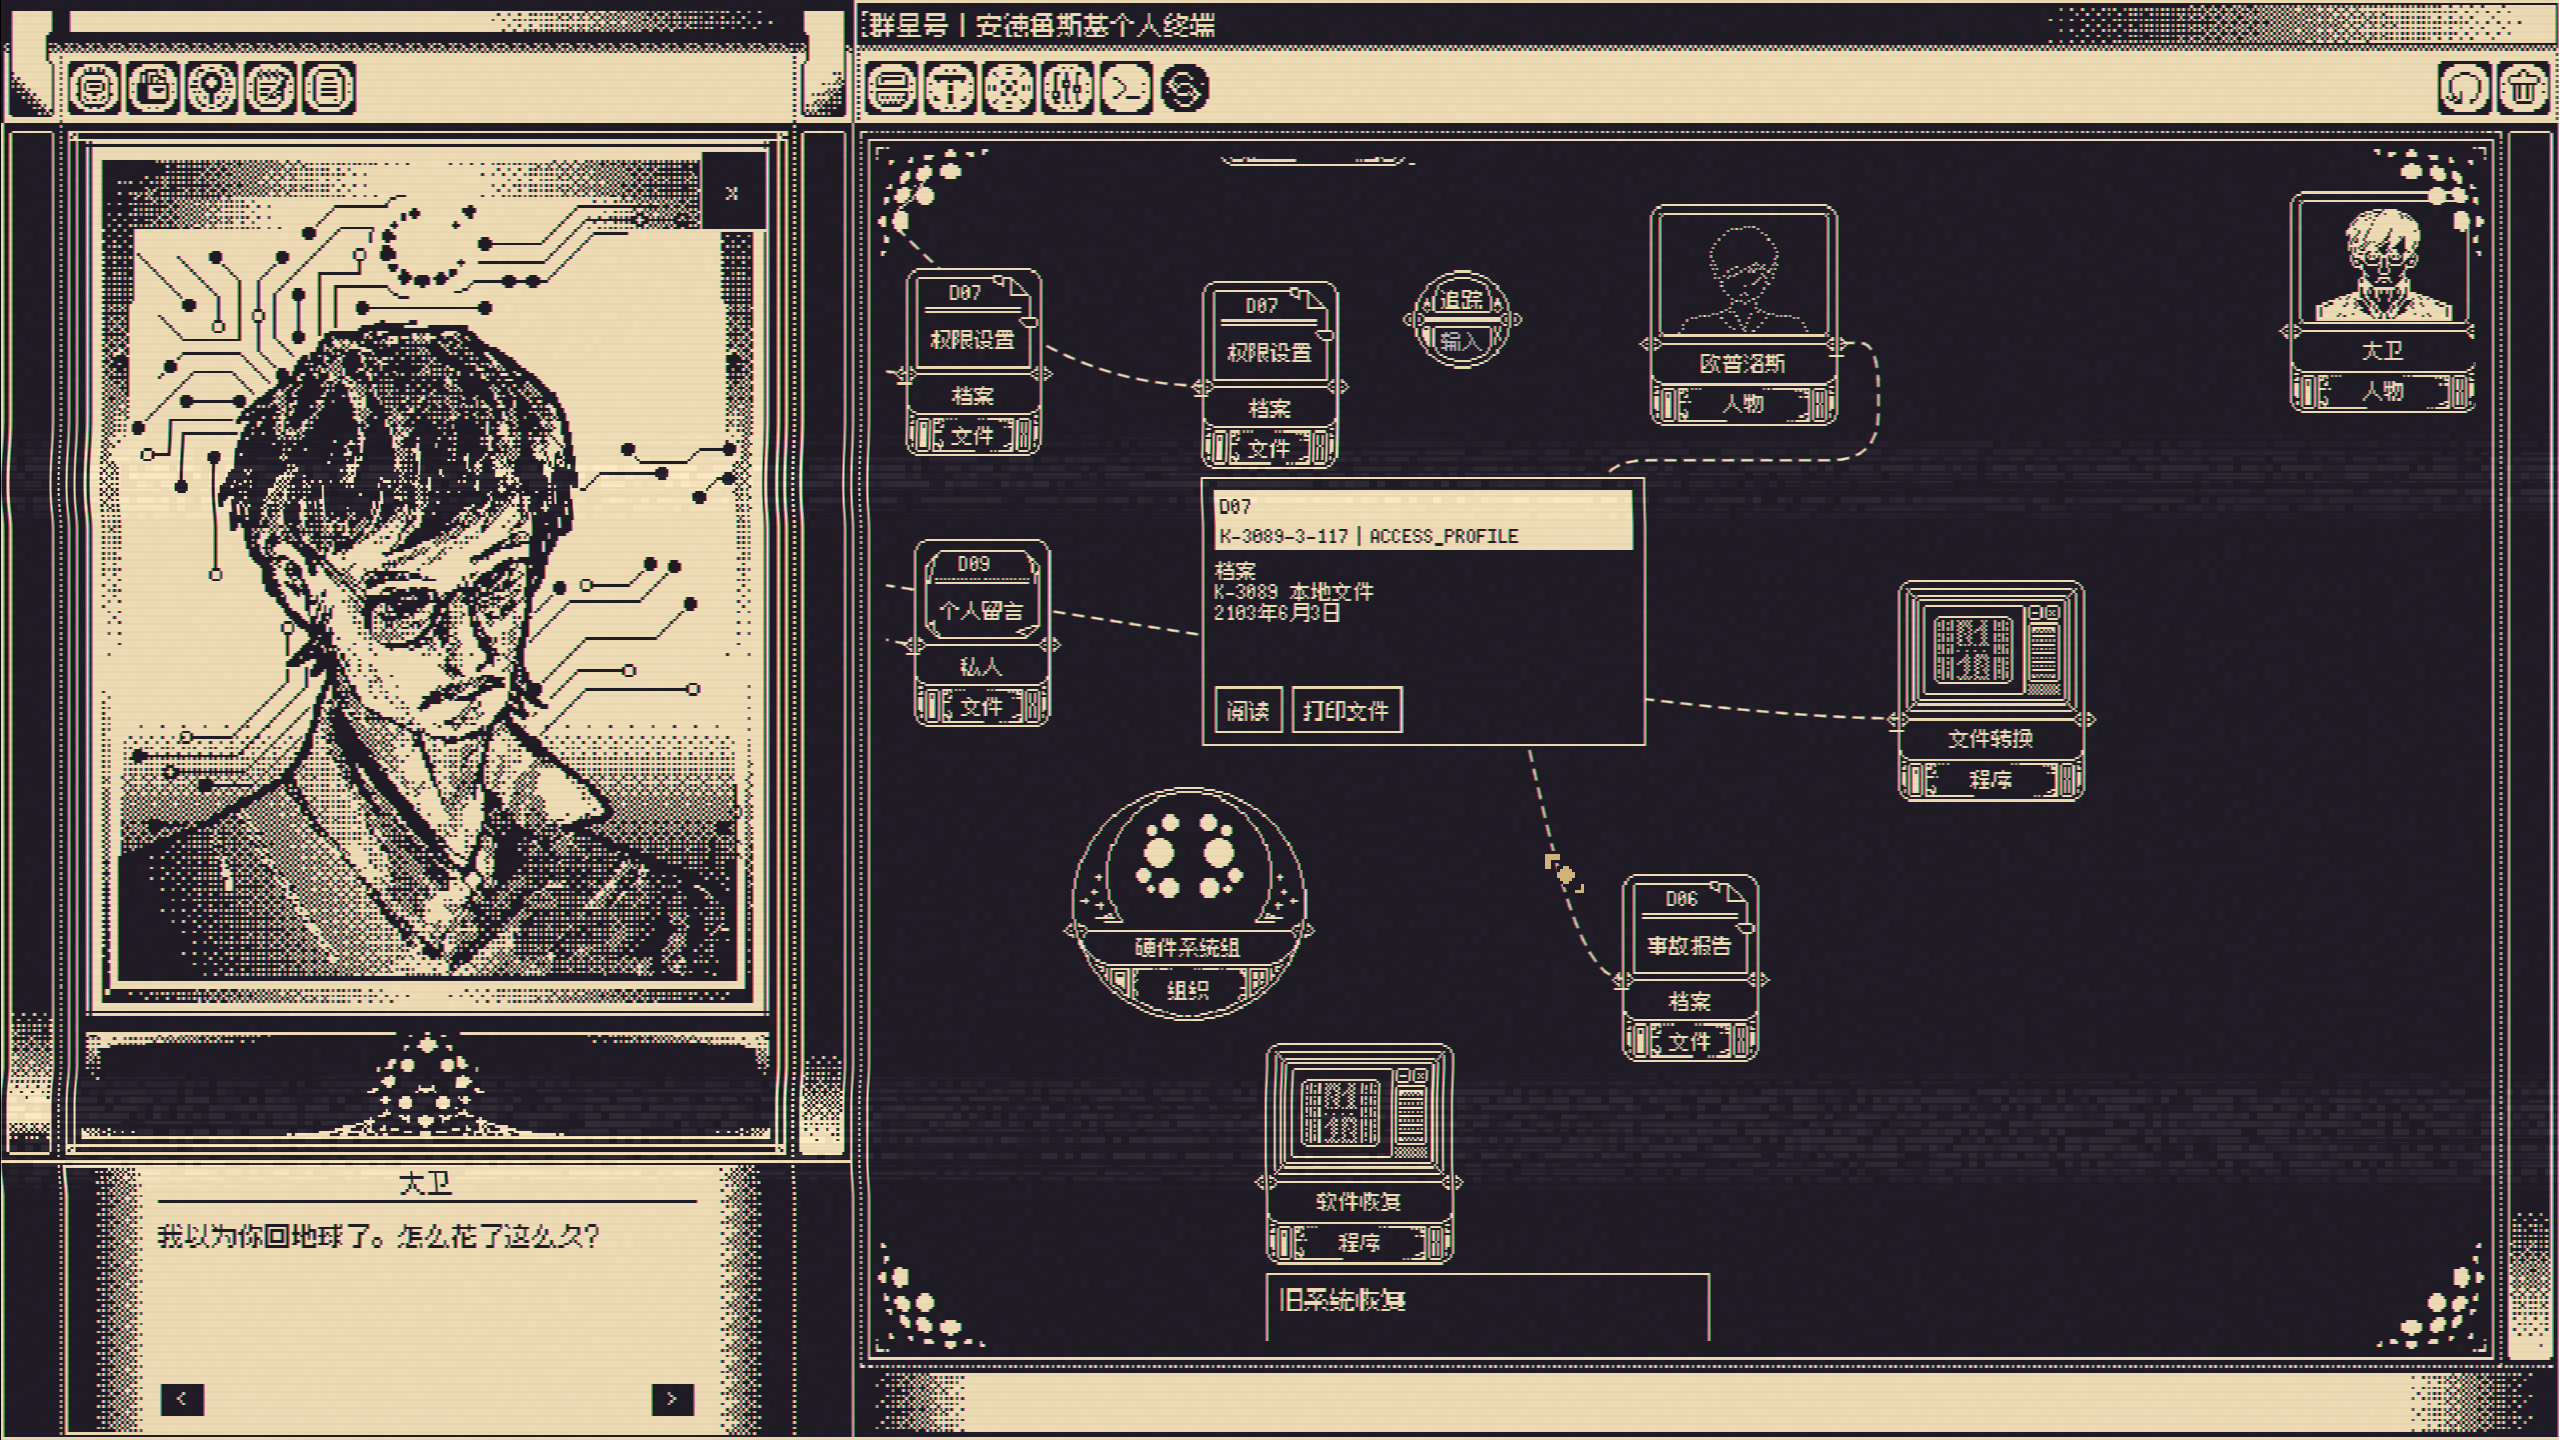 群星号 | 安德鲁斯基个人终端
D07
权限设置
档案
文件
D07
权限设置
档案
文件
追踪
输入
欧普洛斯
人物
大卫
人物
D07
K-3089-3-117 | ACCESS_PROFILE
档案
K-3089 本地文件
2103年6月3日
阅读
打印文件
D09
个人留言
私人
文件
文件转换
程序
硬件系统组
组织
D06
事故报告
档案
文件
软件恢复
程序
旧系统恢复
大卫
我以为你回地球了。怎么花了这么久?